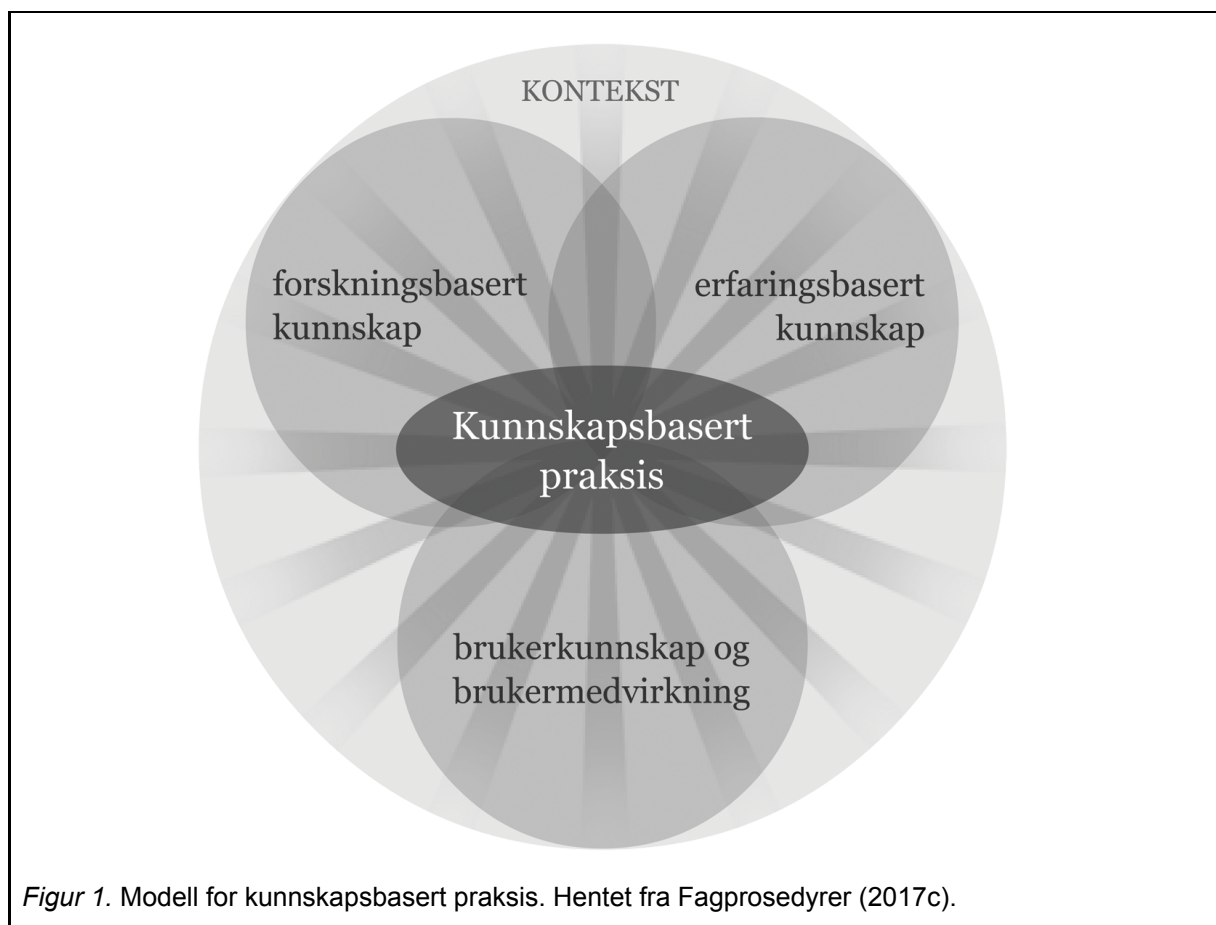 KONTEKST
forskningsbasert
kunnskap
erfaringsbasert
kunnskap
Kunnskapsbasert
praksis
brukerkunnskap og
brukermedvirkning
Figur 1. Modell for kunnskapsbasert praksis. Hentet fra Fagprosedyrer (2017c).